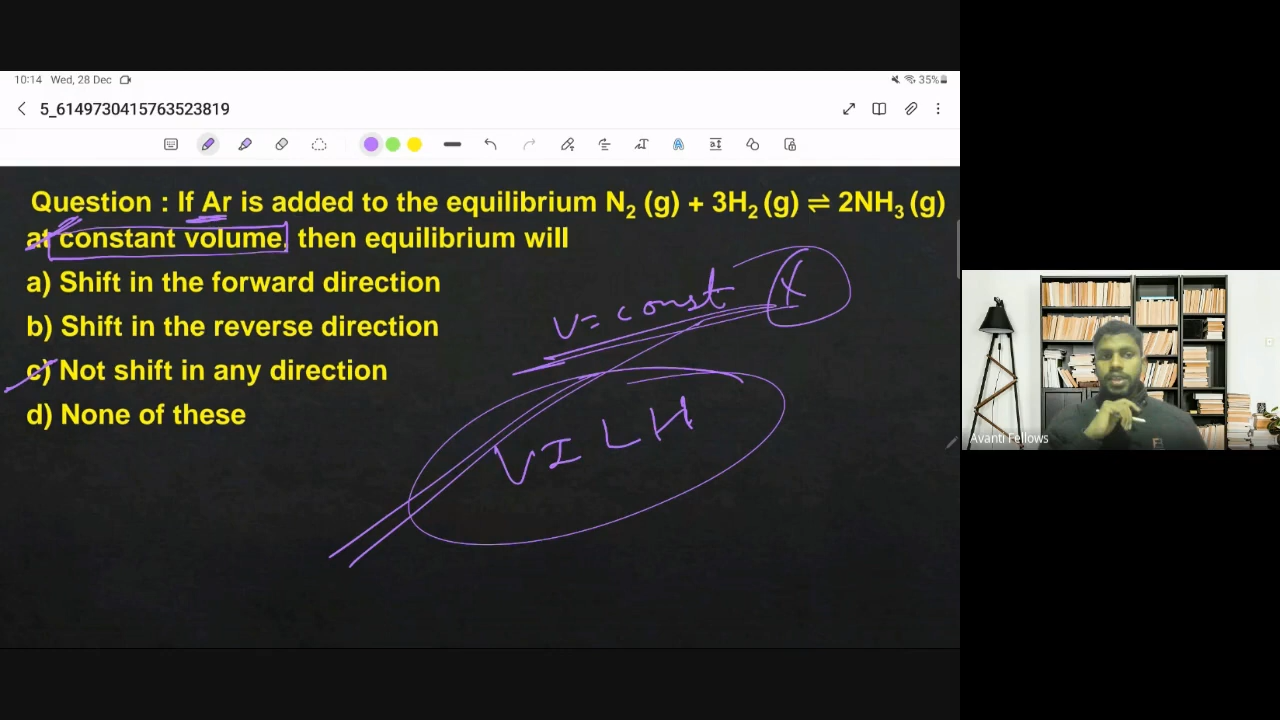 10:14 Wed, 28 Dec
35%
5_6149730415763523819
Question : If Ar is added to the equilibrium N₂ (g) + 3H₂ (g) ⇌ 2NH₃ (g)
at constant volume, then equilibrium will
a) Shift in the forward direction
b) Shift in the reverse direction
c) Not shift in any direction
d) None of these
V= const X
VILH
Avanti Fellows